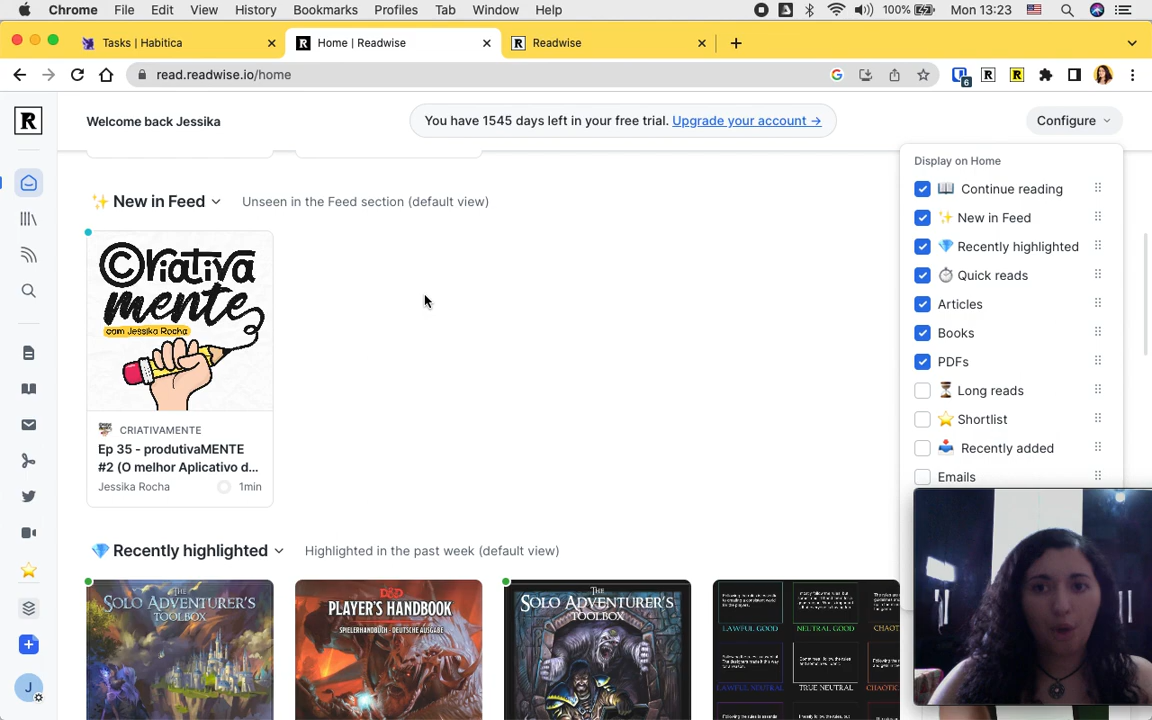 Chrome File Edit View History Bookmarks Profiles Tab Window Help 100% Mon 13:23
Tasks | Habitica
Home | Readwise
Readwise
read.readwise.io/home
6
R
Welcome back Jessika
You have 1545 days left in your free trial. Upgrade your account →
Configure
Display on Home
Continue reading
New in Feed
Recently highlighted
Quick reads
Articles
Books
PDFs
Long reads
Shortlist
Recently added
Emails
New in Feed
Unseen in the Feed section (default view)
©riativa
mente
com Jessika Rocha
CRIATIVAMENTE
Ep 35 - produtivaMENTE
#2 (O melhor Aplicativo d...
Jessika Rocha
1min
Recently highlighted
Highlighted in the past week (default view)
THE
SOLO ADVENTURER'S
TOOLBOX
D&D
PLAYER'S HANDBOOK
SPIELERHANDBUCH - DEUTSCHE AUSGABE
THE
SOLO ADVENTURER'S
TOOLBOX
LAWFUL GOOD
NEUTRAL GOOD
CHAOT
LAWFUL NEUTRAL
TRUE NEUTRAL
CHAOTIC
J